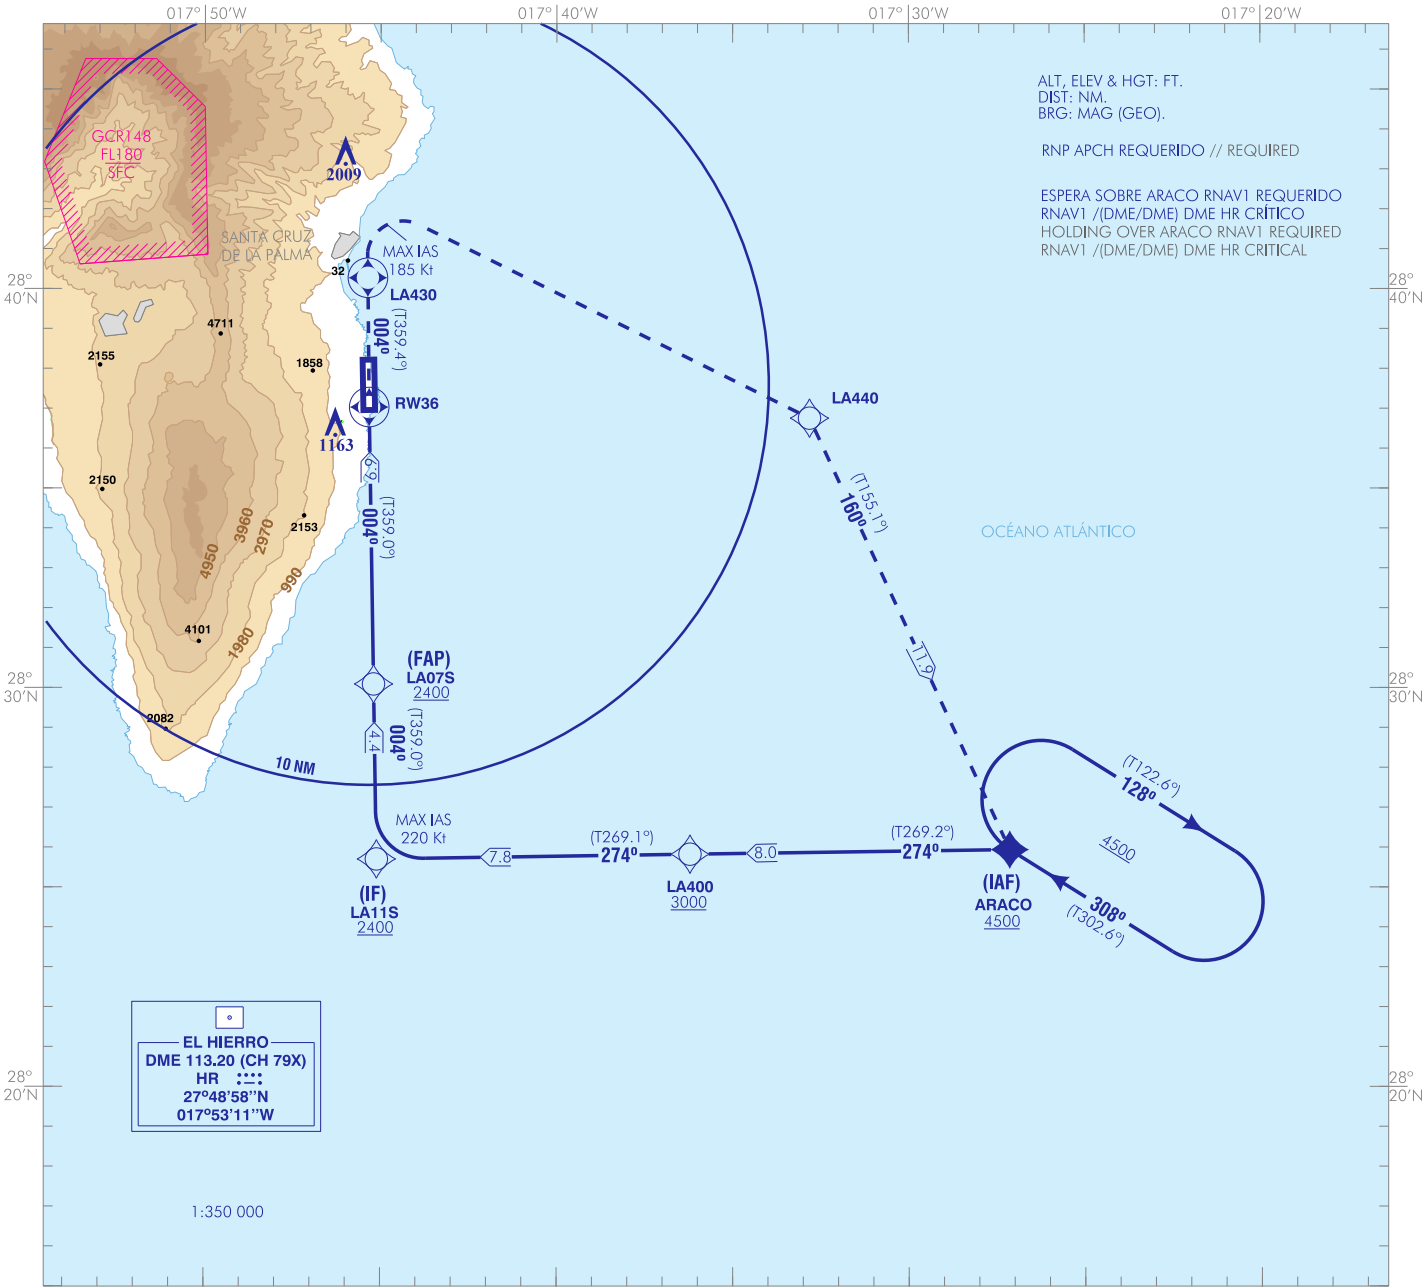 017° 50'W
017° 40'W
017° 30'W
017° 20'W
ALT, ELEV & HGT: FT.
DIST: NM.
BRG: MAG (GEO).
RNP APCH REQUERIDO // REQUIRED
ESPERA SOBRE ARACO RNAV1 REQUERIDO
RNAV1 /(DME/DME) DME HR CRÍTICO
HOLDING OVER ARACO RNAV1 REQUIRED
RNAV1 /(DME/DME) DME HR CRITICAL
GCR148
FL180
SFC
2009
SANTA CRUZ
DE LA PALMA
32
MAX IAS
185 Kt
LA430
28°
40'N
28°
40'N
004°
(T359.4°)
4711
2155
1858
RW36
1163
LA440
6.9
004°
(T359.0°)
(T155.1°)
160°
OCÉANO ATLÁNTICO
2150
2153
3960
2970
4950
990
4101
1980
11.9
(FAP)
LA07S
2400
28°
30'N
28°
30'N
2082
4.4
004°
(T359.0°)
10 NM
(T122.6°)
128°
MAX IAS
220 Kt
(T269.1°)
274°
7.8
8.0
(T269.2°)
274°
4500
(IF)
LA11S
2400
LA400
3000
(IAF)
ARACO
4500
308°
(T302.6°)
EL HIERRO
DME 113.20 (CH 79X)
HR
27°48'58''N
017°53'11''W
28°
20'N
28°
20'N
1:350 000